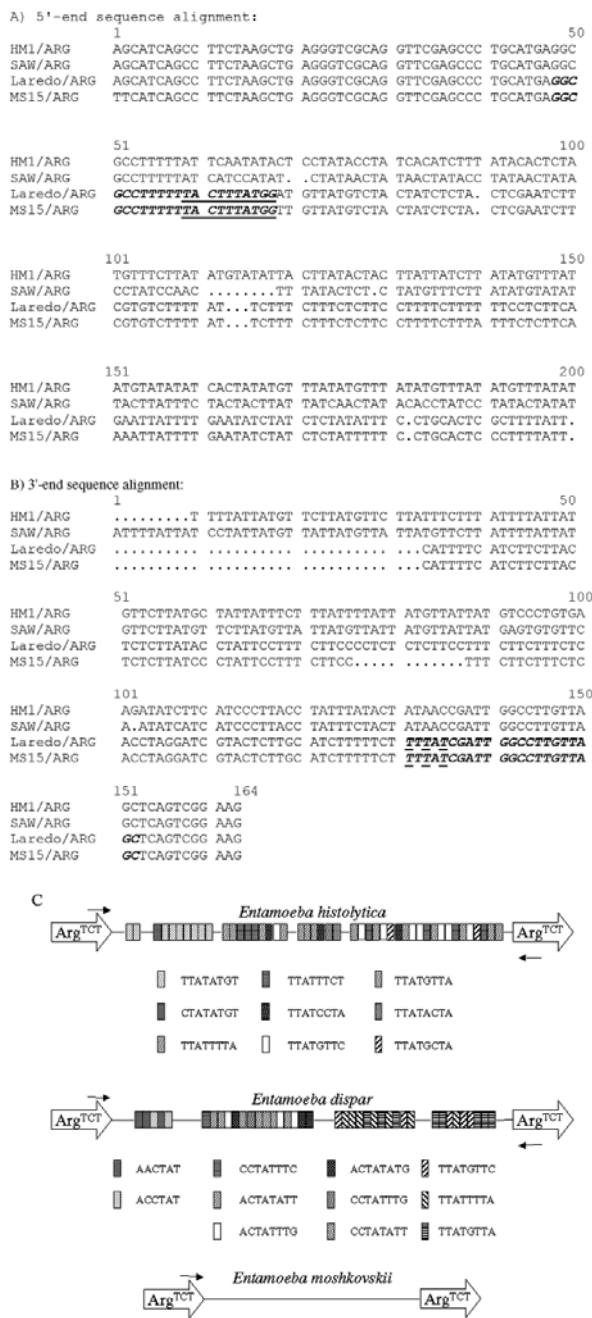 A) 5'-end sequence alignment:
1 50
HM1/ARG AGCATCAGCC TTCTAAGCTG AGGGTCGCAG GTTCGAGCCC TGCATGAGGC
SAW/ARG AGCATCAGCC TTCTAAGCTG AGGGTCGCAG GTTCGAGCCC TGCATGAGGC
Laredo/ARG AGCATCAGCC TTCTAAGCTG AGGGTCGCAG GTTCGAGCCC TGCATGAGGC
MS15/ARG TTCATCAGCC TTCTAAGCTG AGGGTCGCAG GTTCGAGCCC TGCATGAGGC
51 100
HM1/ARG GCCTTTTTAT TCAATATACT CCTATACCTA TCACATCTTT ATACACTCTA
SAW/ARG AGCTTTTTAT CATCCATAT. .CTATAACTA TAACTATACC TATAACTATA
Laredo/ARG GCCTTTTTTA CTTTATGGAT GTTATGTCTA CTATCTCTA. CTCGAATCTT
MS15/ARG GCCTTTTTTA CTTTATGGTT GTTATGTCTA CTATCTCTA. CTCGAATCTT
101 150
HM1/ARG TGTTTCTTAT ATGTATATTA CTTATACTAC TTATTATCTT ATATGTTTAT
SAW/ARG CCTATCCAAC ........TTT TATACTCT.C TATGTTTCTT ATATGTATAT
Laredo/ARG CGTGTCTTTT AT...TCTTT CTTTCTCTTC CTTTTCTTTT TTCCTCTTCA
MS15/ARG CGTGTCTTTT AT...TCTTT CTTTCTCTTC CTTTTCTTTA TTTCTCTTCA
151 200
HM1/ARG ATGTATATAT CACTATATGT TTATATGTTT ATATGTTTAT ATGTTTATAT
SAW/ARG TACTTATTTC TACTACTTAT TATCAACTAT ACACCTATCC TATACTATAT
Laredo/ARG GAATTATTTT GAATATCTAT CTCTATATTT C.CTGCACTC GCTTTTATT.
MS15/ARG AAATTATTTT GAATATCTAT CTCTATTTTT C.CTGCACTC CCTTTTATT.
B) 3'-end sequence alignment:
1 50
HM1/ARG .........T TTTATTATGT TCTTATGTTC TTATTTCTTT ATTTTATTAT
SAW/ARG ATTTTATTAT CCTATTATGT TATTATGTTA TTATGTTCTT ATTTTATTAT
Laredo/ARG .......... .......... .......... ...CATTTTC ATCTTCTTAC
MS15/ARG .......... .......... .......... ...CATTTTC ATCTTCTTAC
51 100
HM1/ARG GTTCTTATGC TATTATTTCT TTATTTTATT ATGTTATTAT GTCCCTGTGA
SAW/ARG GTTCTTATGT TCTTATGTTA TTATGTTATT ATGTTATTAT GAGTGTGTTC
Laredo/ARG TCTCTTATAC CTATTCCTTT CTTCCCCTCT CTCTTCCTTT CTTCTTTCTC
MS15/ARG TCTCTTATCC CTATTCCTTT CTTCC..... .......TTT CTTCTTTCTC
101 150
HM1/ARG AGATATCTTC ATCCCTTACC TATTTATACT ATAACCGATT GGCCTTGTTA
SAW/ARG A.ATATCATC ATCCCTTACC TATTTCTACT ATAACCGATT GGCCTTGTTA
Laredo/ARG ACCTAGGATC GTACTCTTGC ATCTTTTTCT TTTATCGATT GGCCTTGTTA
MS15/ARG ACCTAGGATC GTACTCTTGC ATCTTTTTCT TTTATCGATT GGCCTTGTTA
151 164
HM1/ARG GCTCAGTCGG AAG
SAW/ARG GCTCAGTCGG AAG
Laredo/ARG GCTCAGTCGG AAG
MS15/ARG GCTCAGTCGG AAG
C
Entamoeba histolytica
ArgTCT ArgTCT
TTATATGT TTATTTCT TTATGTTA
CTATATGT TTATCCTA TTATACTA
TTATTTTA TTATGTTC TTATGCTA
Entamoeba dispar
ArgTCT ArgTCT
AACTAT CCTATTTC ACTATATG TTATGTTC
ACCTAT ACTATATT CCTATTTG TTATTTTA
ACTATTTG CCTATATT TTATGTTA
Entamoeba moshkovskii
ArgTCT ArgTCT